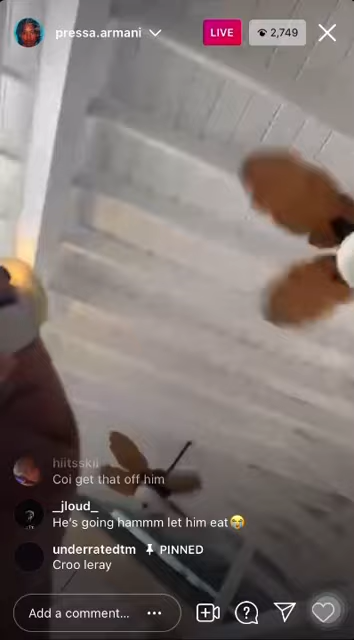 pressa.armani
LIVE
2,749
hiitsskii
Coi get that off him
_jloud_
He's going hammm let him eat😭
underratedtm PINNED
Croo leray
Add a comment...